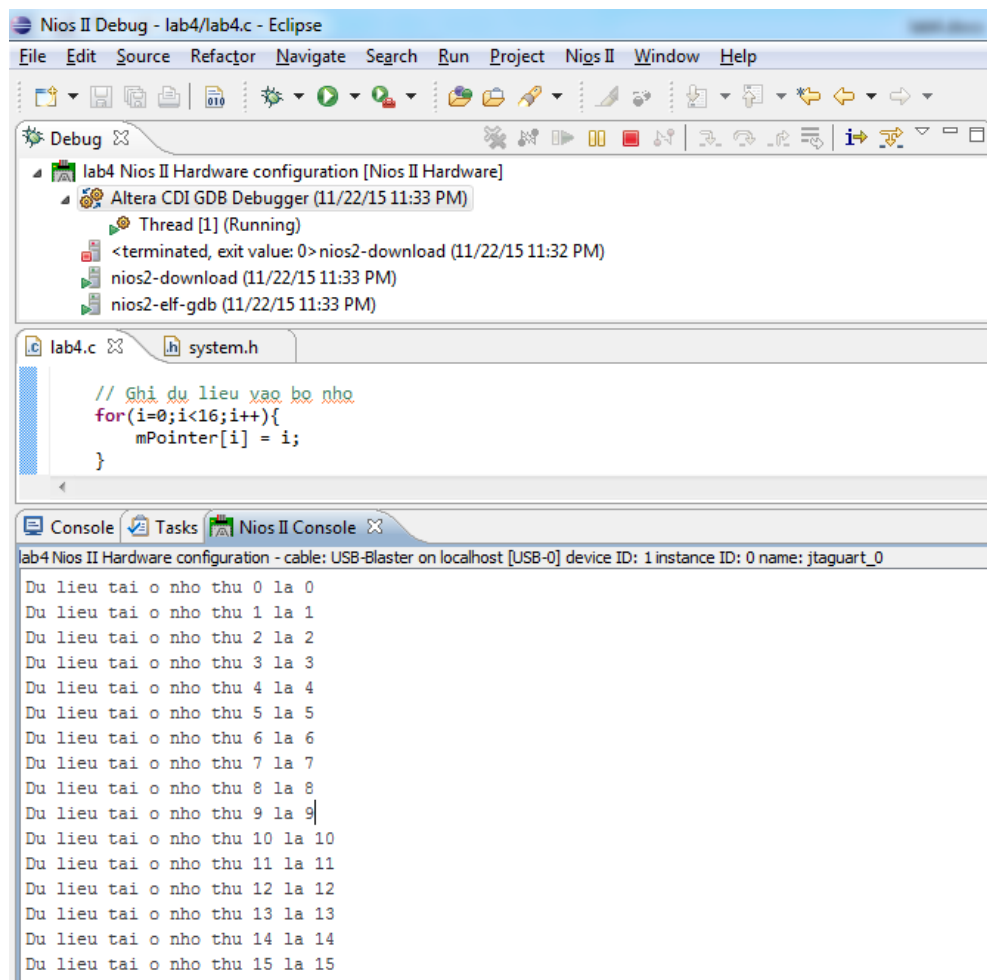 Nios II Debug - lab4/lab4.c - Eclipse
File Edit Source Refactor Navigate Search Run Project Nios II Window Help
010
Debug
lab4 Nios II Hardware configuration [Nios II Hardware]
Altera CDI GDB Debugger (11/22/15 11:33 PM)
Thread [1] (Running)
<terminated, exit value: 0>nios2-download (11/22/15 11:32 PM)
nios2-download (11/22/15 11:33 PM)
nios2-elf-gdb (11/22/15 11:33 PM)
lab4.c system.h
// Ghi du lieu vao bo nho
for(i=0;i<16;i++){
mPointer[i] = i;
}
Console Tasks Nios II Console
lab4 Nios II Hardware configuration - cable: USB-Blaster on localhost [USB-0] device ID: 1 instance ID: 0 name: jtaguart_0
Du lieu tai o nho thu 0 la 0
Du lieu tai o nho thu 1 la 1
Du lieu tai o nho thu 2 la 2
Du lieu tai o nho thu 3 la 3
Du lieu tai o nho thu 4 la 4
Du lieu tai o nho thu 5 la 5
Du lieu tai o nho thu 6 la 6
Du lieu tai o nho thu 7 la 7
Du lieu tai o nho thu 8 la 8
Du lieu tai o nho thu 9 la 9
Du lieu tai o nho thu 10 la 10
Du lieu tai o nho thu 11 la 11
Du lieu tai o nho thu 12 la 12
Du lieu tai o nho thu 13 la 13
Du lieu tai o nho thu 14 la 14
Du lieu tai o nho thu 15 la 15